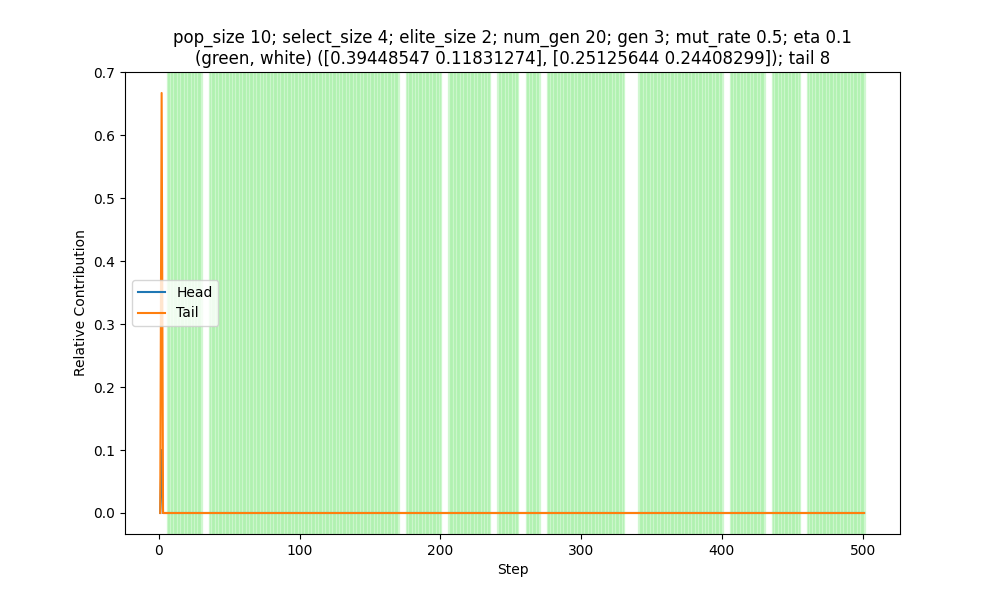 pop_size 10; select_size 4; elite_size 2; num_gen 20; gen 3; mut_rate 0.5; eta 0.1
(green, white) ([0.39448547 0.11831274], [0.25125644 0.24408299]); tail 8
0.7
0.6
0.5
0.4
0.3
0.2
0.1
0.0
Relative Contribution
Head
Tail
0
100
200
300
400
500
Step